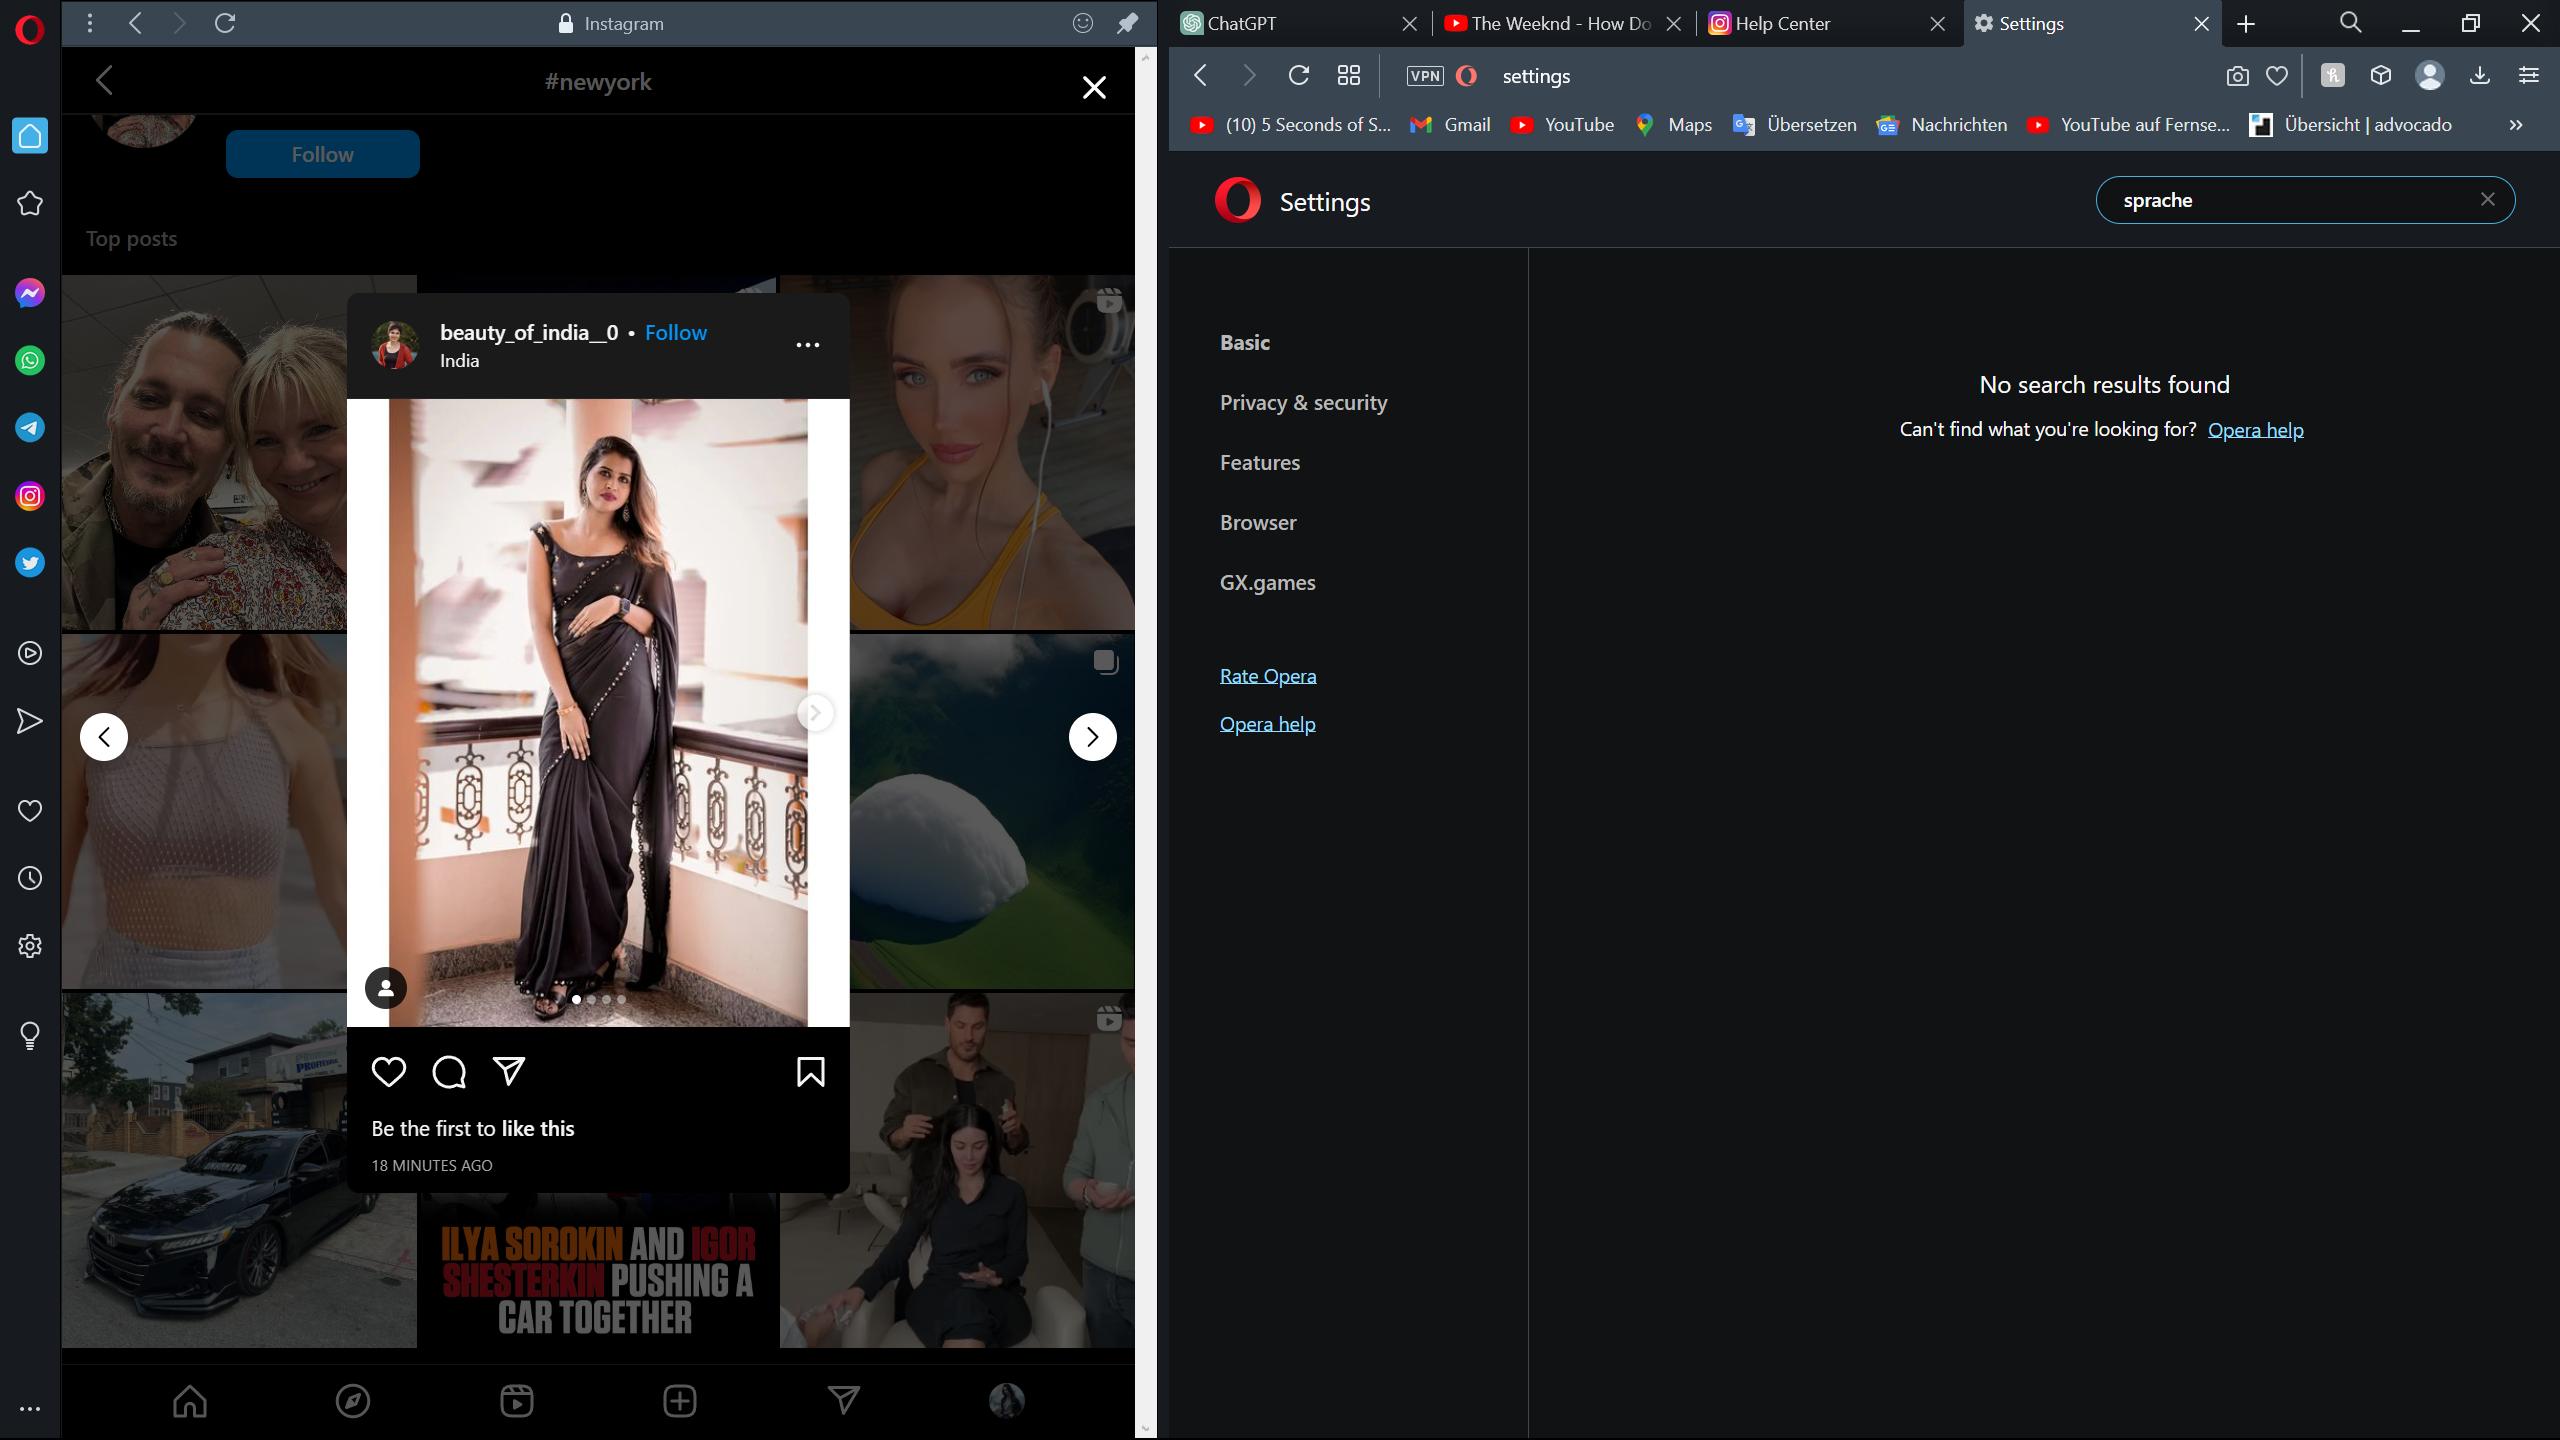 Instagram
#newyork
Follow
Top posts
beauty_of_india__0 • Follow
India
Be the first to like this
18 MINUTES AGO
ILYA SOROKIN AND IGOR
SHESTERKIN PUSHING A
CAR TOGETHER
ChatGPT
The Weeknd - How Do
Help Center
Settings
VPN
settings
(10) 5 Seconds of S...
Gmail
YouTube
Maps
Übersetzen
Nachrichten
YouTube auf Fernse...
Übersicht | advocado
Settings
sprache
Basic
Privacy & security
Features
Browser
GX.games
Rate Opera
Opera help
No search results found
Can't find what you're looking for? Opera help